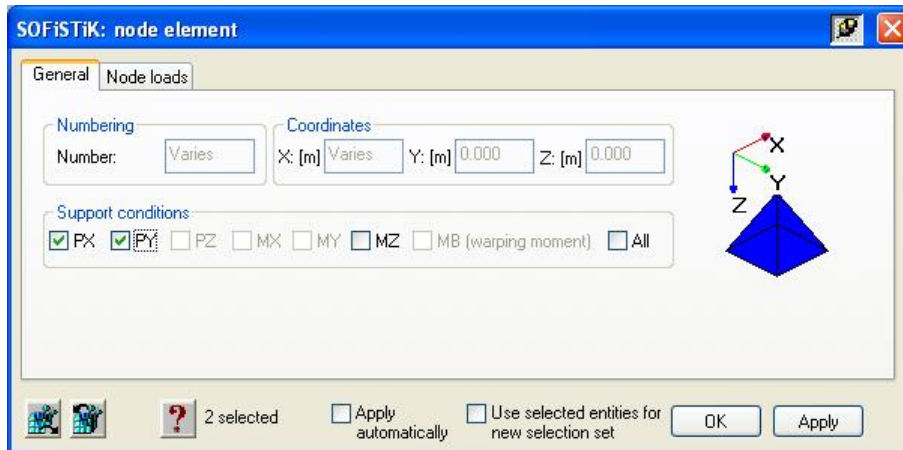 SOFiSTiK: node element
General Node loads
Numbering Coordinates
Number: Varies X: [m] Varies Y: [m] 0.000 Z: [m] 0.000
X
Y
Z
Support conditions
PX PY PZ MX MY MZ MB (warping moment) All
? 2 selected Apply automatically Use selected entities for new selection set OK Apply